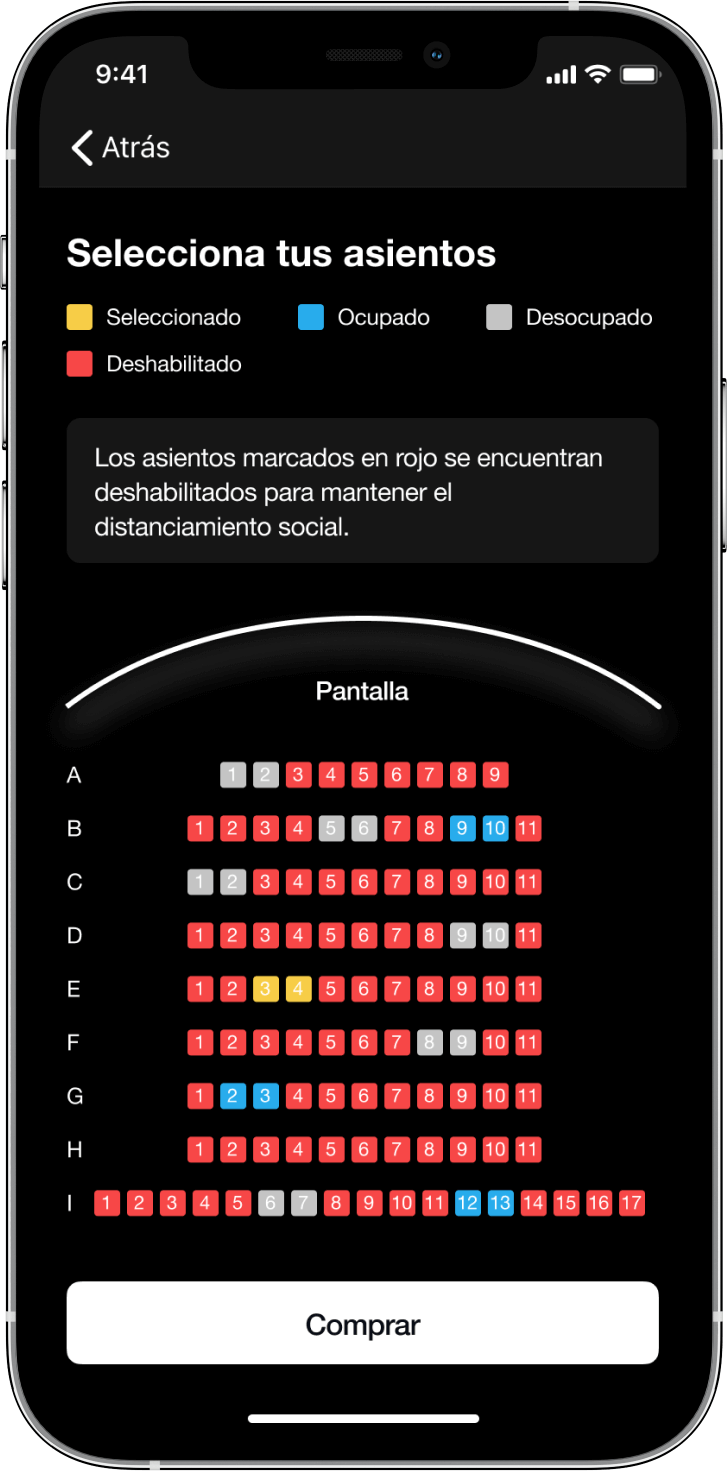 9:41
Atrás
Selecciona tus asientos
Seleccionado Ocupado Desocupado
Deshabilitado
Los asientos marcados en rojo se encuentran
deshabilitados para mantener el
distanciamiento social.
Pantalla
A 1 2 3 4 5 6 7 8 9
B 1 2 3 4 5 6 7 8 9 10 11
C 1 2 3 4 5 6 7 8 9 10 11
D 1 2 3 4 5 6 7 8 9 10 11
E 1 2 3 4 5 6 7 8 9 10 11
F 1 2 3 4 5 6 7 8 9 10 11
G 1 2 3 4 5 6 7 8 9 10 11
H 1 2 3 4 5 6 7 8 9 10 11
I 1 2 3 4 5 6 7 8 9 10 11 12 13 14 15 16 17
Comprar